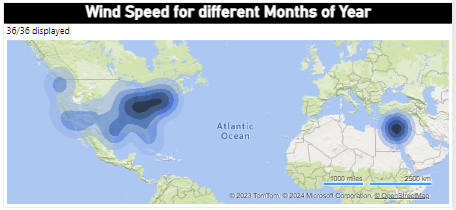 Wind Speed for different Months of Year
36/36 displayed
Atlantic
Ocean
1000 miles 2500 km
© 2023 TomTom, © 2024 Microsoft Corporation, © OpenStreetMap